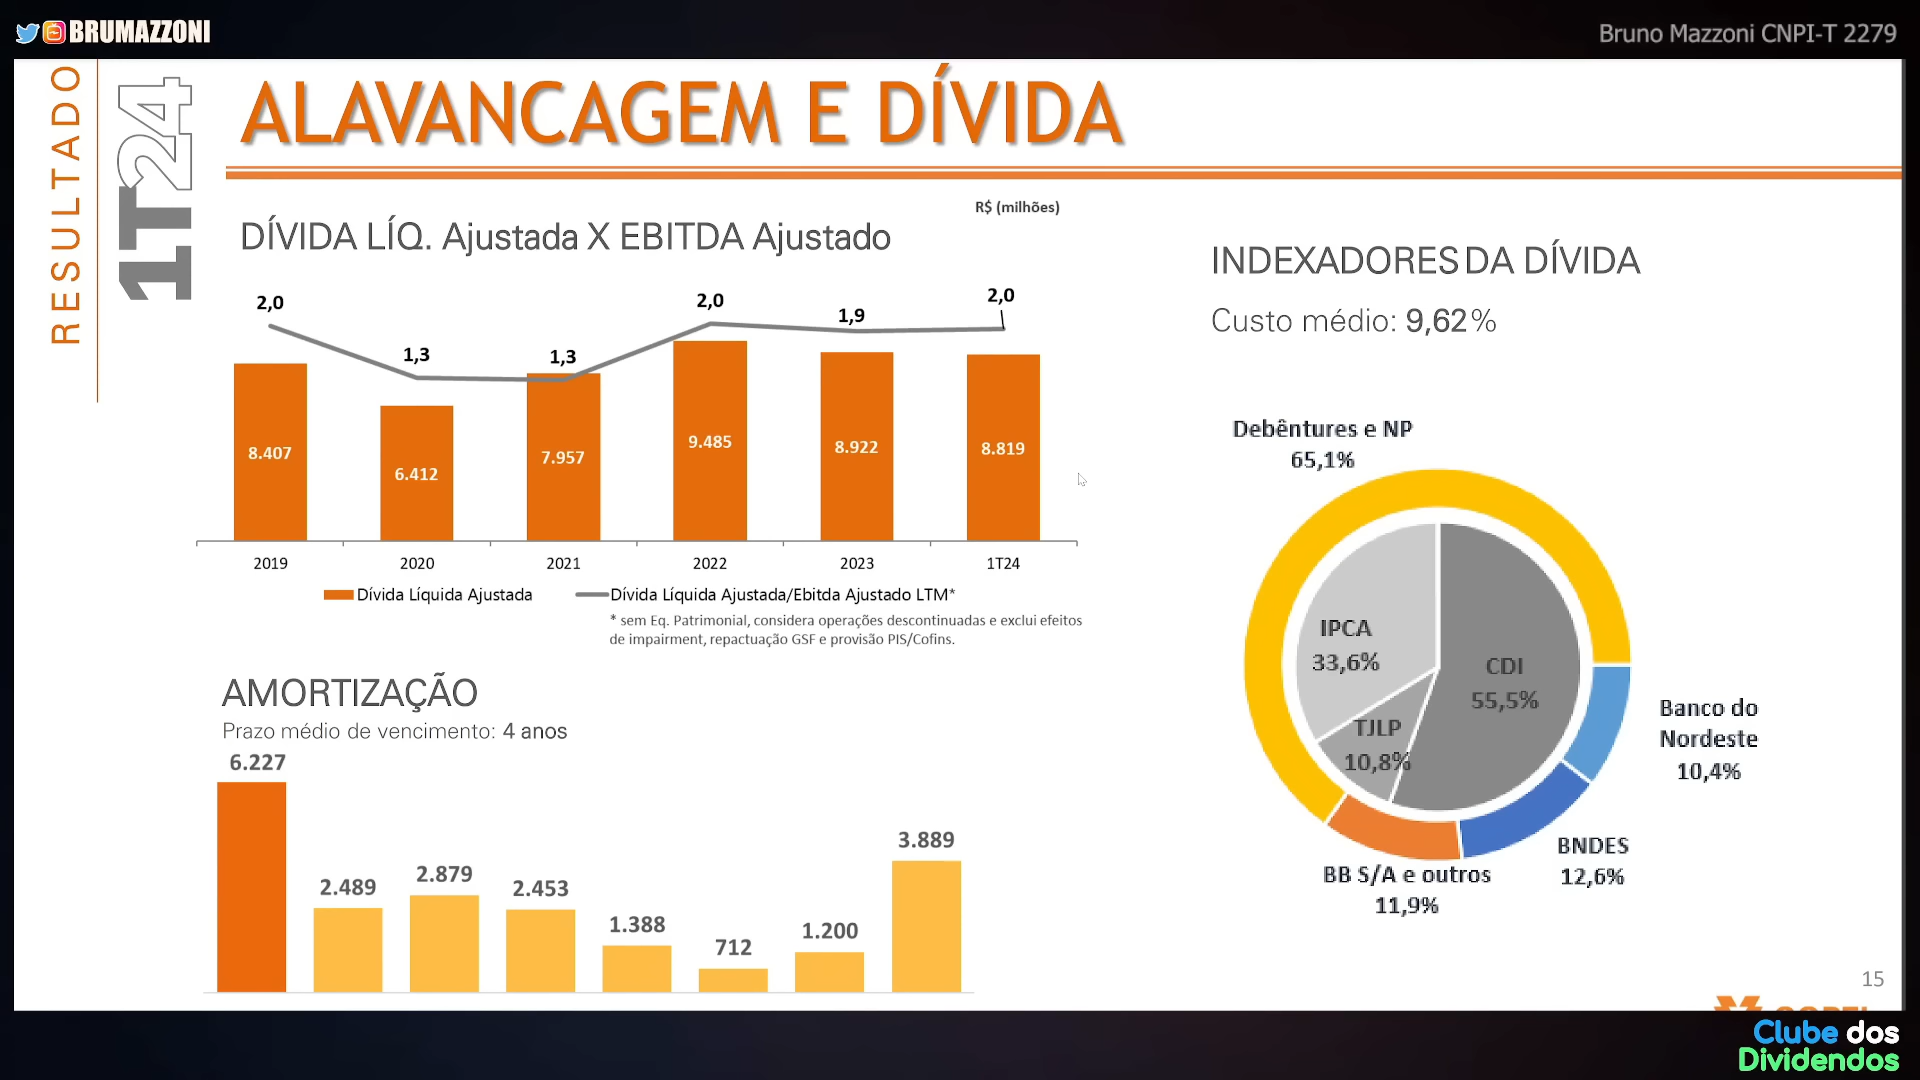 BRUMAZZONI
Bruno Mazzoni CNPI-T 2279
RESULTADO
1T24
ALAVANCAGEM E DÍVIDA
R$ (milhões)
DÍVIDA LÍQ. Ajustada X EBITDA Ajustado
2,0
1,3
1,3
2,0
1,9
2,0
8.407
6.412
7.957
9.485
8.922
8.819
2019
2020
2021
2022
2023
1T24
Dívida Líquida Ajustada
Dívida Líquida Ajustada/Ebitda Ajustado LTM*
* sem Eq. Patrimonial, considera operações descontinuadas e exclui efeitos
de impairment, repactuação GSF e provisão PIS/Cofins.
AMORTIZAÇÃO
Prazo médio de vencimento: 4 anos
6.227
2.489
2.879
2.453
1.388
712
1.200
3.889
INDEXADORES DA DÍVIDA
Custo médio: 9,62%
Debêntures e NP
65,1%
IPCA
33,6%
CDI
55,5%
TJLP
10,8%
Banco do
Nordeste
10,4%
BNDES
12,6%
BB S/A e outros
11,9%
15
Clube dos
Dividendos